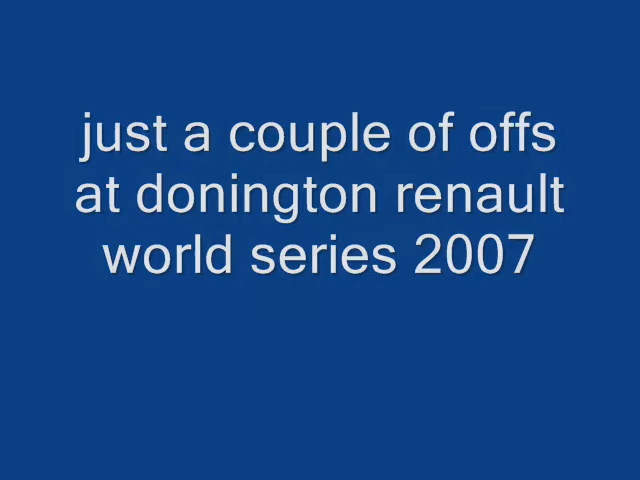 just a couple of offs
at donington renault
world series 2007